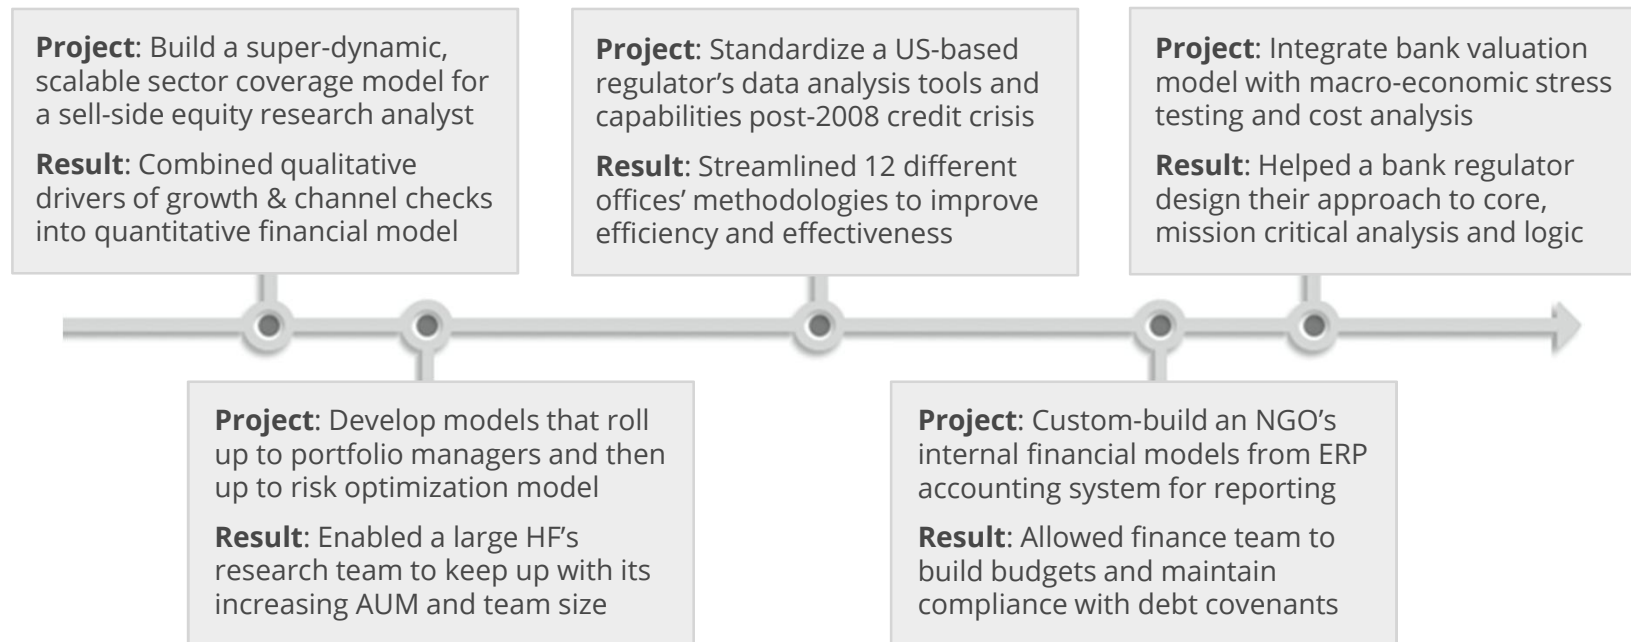 Project: Build a super-dynamic,
scalable sector coverage model for
a sell-side equity research analyst
Result: Combined qualitative
drivers of growth & channel checks
into quantitative financial model
Project: Develop models that roll
up to portfolio managers and then
up to risk optimization model
Result: Enabled a large HF’s
research team to keep up with its
increasing AUM and team size
Project: Standardize a US-based
regulator’s data analysis tools and
capabilities post-2008 credit crisis
Result: Streamlined 12 different
offices’ methodologies to improve
efficiency and effectiveness
Project: Custom-build an NGO’s
internal financial models from ERP
accounting system for reporting
Result: Allowed finance team to
build budgets and maintain
compliance with debt covenants
Project: Integrate bank valuation
model with macro-economic stress
testing and cost analysis
Result: Helped a bank regulator
design their approach to core,
mission critical analysis and logic